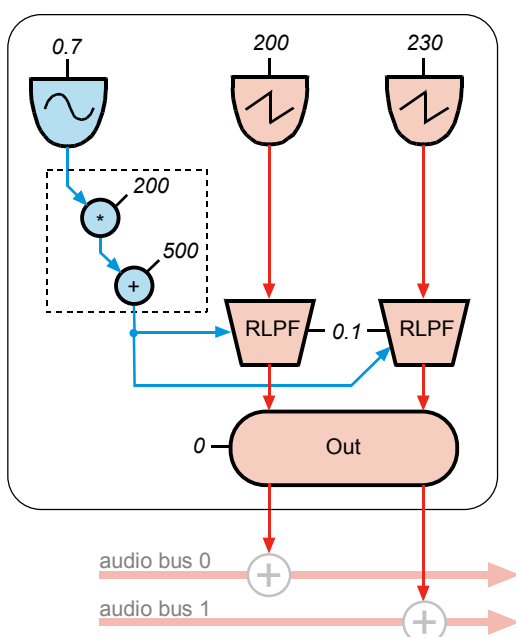 0.7 200 230
200
*
500
+
RLPF 0.1 RLPF
0 Out
audio bus 0
+
audio bus 1
+